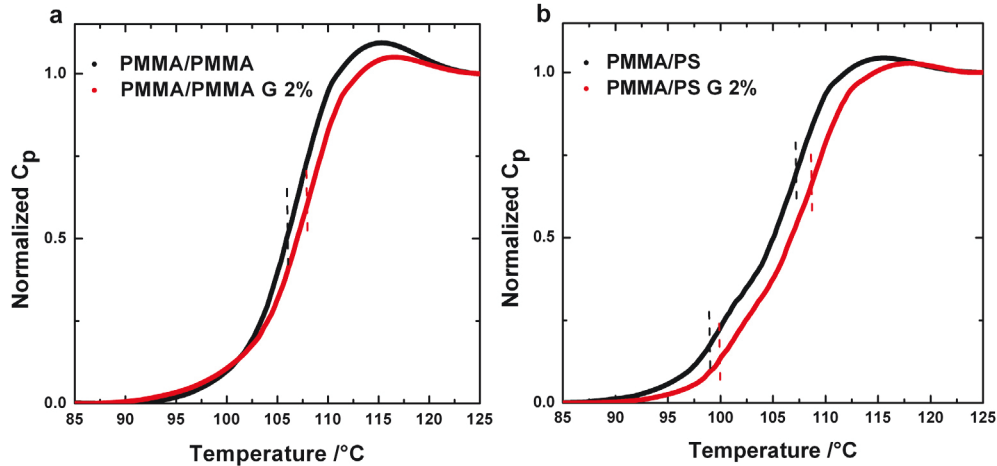 a
PMMA/PMMA
PMMA/PMMA G 2%
Normalized Cp
1.0
0.5
0.0
85 90 95 100 105 110 115 120 125
Temperature /°C
b
PMMA/PS
PMMA/PS G 2%
Normalized Cp
1.0
0.5
0.0
85 90 95 100 105 110 115 120 125
Temperature /°C